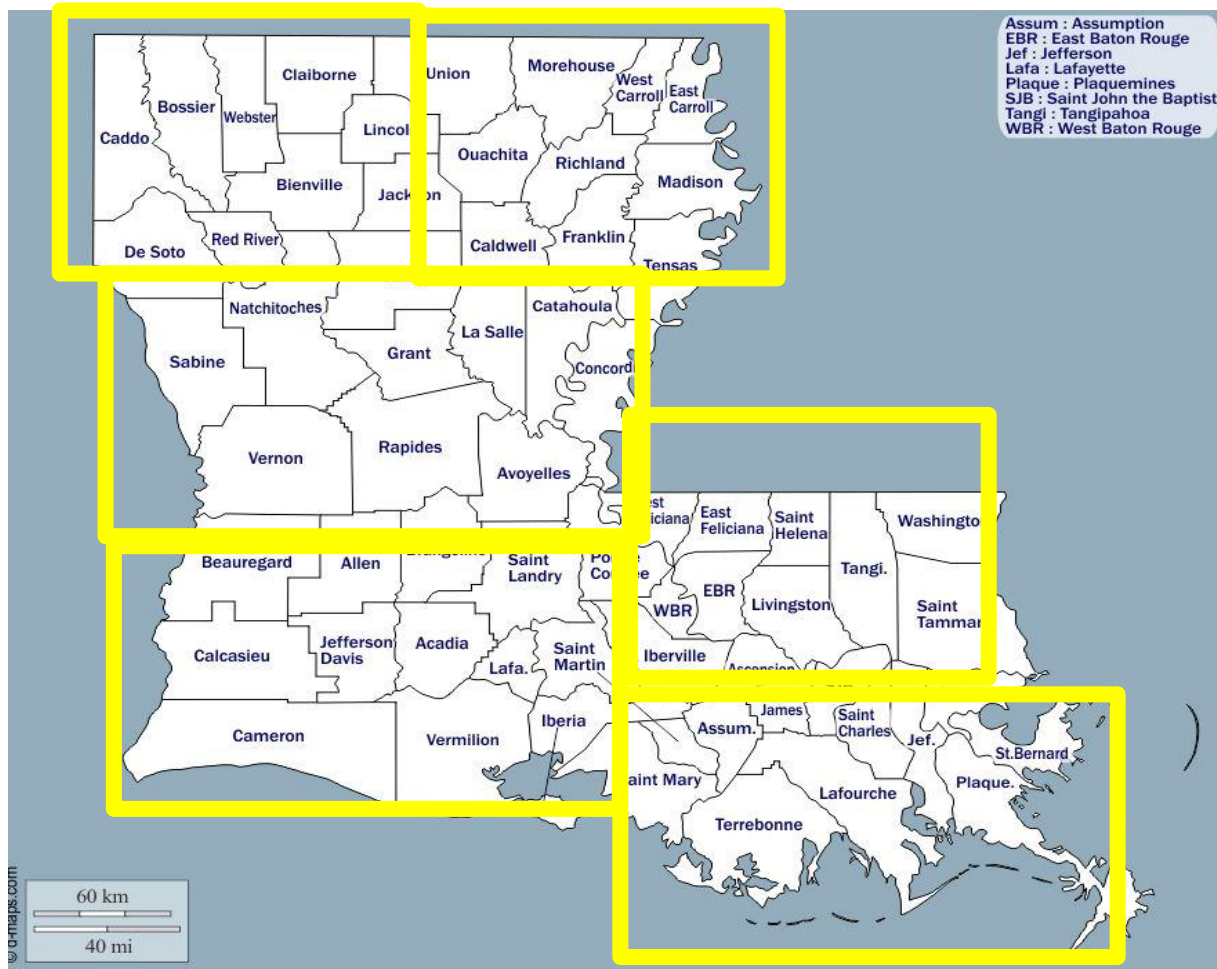 Assum : Assumption
EBR : East Baton Rouge
Jef : Jefferson
Lafa : Lafayette
Plaque : Plaquemines
SJB : Saint John the Baptist
Tangi : Tangipahoa
WBR : West Baton Rouge
Claiborne
Union
Morehouse
West
Carroll
East
Carroll
Bossier
Webster
Caddo
Lincoln
Ouachita
Richland
Madison
Bienville
Jackson
De Soto
Red River
Caldwell
Franklin
Tensas
Natchitoches
Catahoula
La Salle
Grant
Sabine
Concord
Vernon
Rapides
Avoyelles
East
Feliciana
Saint
Helena
Washington
Tangi.
Beauregard
Allen
Saint
Landry
EBR
WBR
Livingston
Saint
Tamman
Calcasieu
Jefferson
Davis
Acadia
Lafa.
Saint
Martin
Iberville
Ascension
Cameron
Vermilion
Iberia
Assum.
James
Saint
Charles
Jef.
St.Bernard
Plaque.
aint Mary
Lafourche
Terrebonne
60 km
40 mi
© d-maps.com